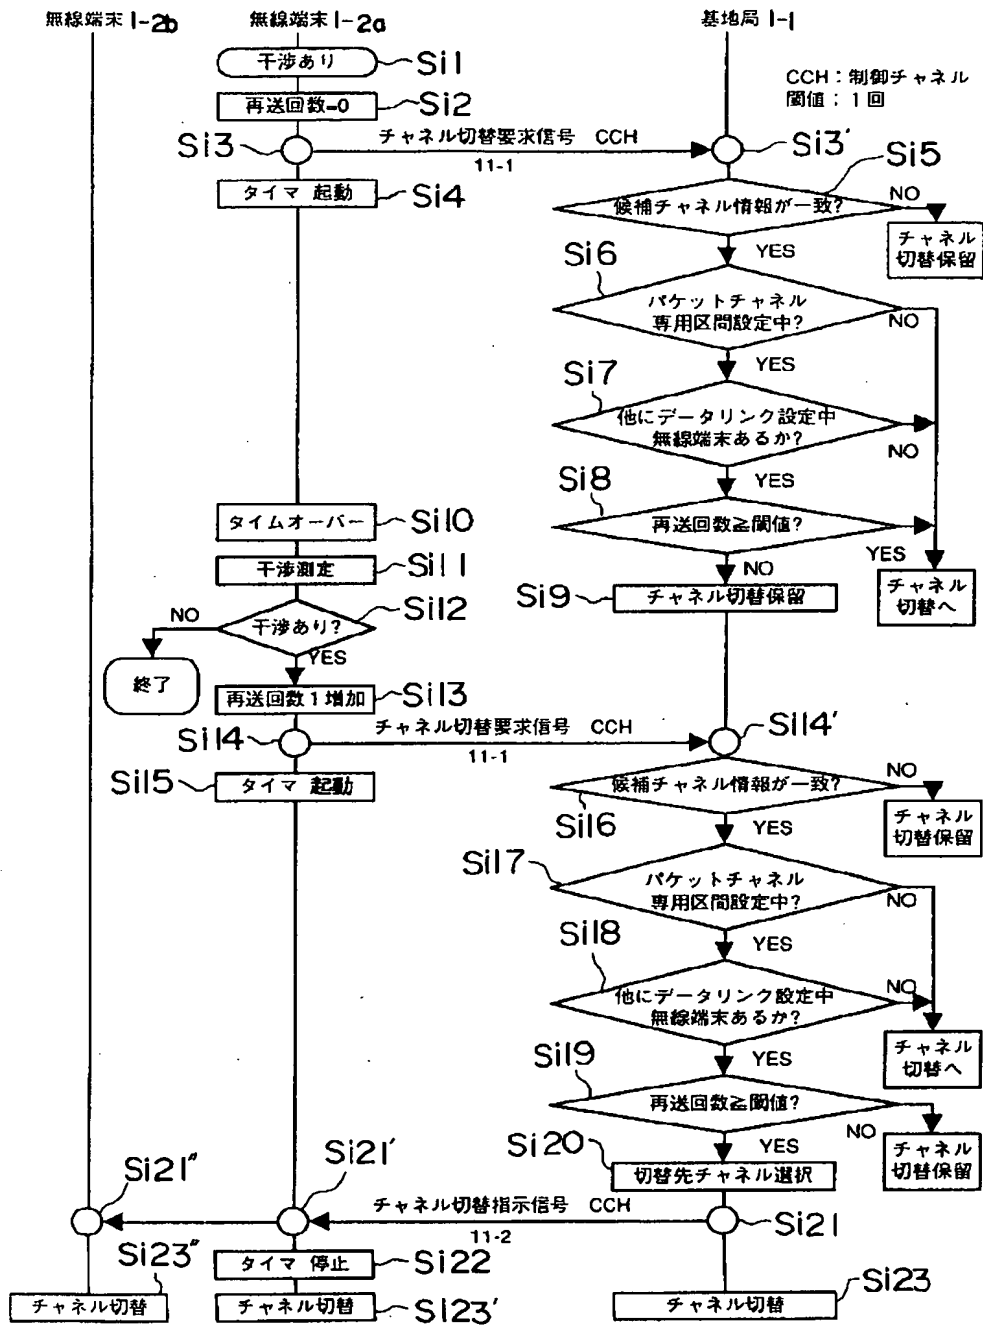 無線端末1-2b
無線端末1-2a
基地局1-1
干渉あり
Si1
CCH：制御チャネル
閾値：1回
再送回数=0
Si2
Si3
チャネル切替要求信号 CCH
11-1
Si3'
タイマ 起動
Si4
Si5
候補チャネル情報が一致?
NO
チャネル
切替保留
YES
Si6
パケットチャネル
専用区間設定中?
NO
YES
Si7
他にデータリンク設定中
無線端末あるか?
NO
YES
Si8
再送回数≧閾値?
YES
チャネル
切替へ
NO
Si9
チャネル切替保留
タイムオーバー
Si10
干渉測定
Si11
干渉あり?
Si12
NO
終了
YES
再送回数1増加
Si13
Si14
チャネル切替要求信号 CCH
11-1
Si14'
Si15
タイマ 起動
候補チャネル情報が一致?
NO
チャネル
切替保留
Si16
YES
Si17
パケットチャネル
専用区間設定中?
NO
YES
Si18
他にデータリンク設定中
無線端末あるか?
NO
チャネル
切替へ
YES
Si19
再送回数≧閾値?
NO
チャネル
切替保留
YES
Si20
切替先チャネル選択
Si21"
Si21'
チャネル切替指示信号 CCH
11-2
Si21
タイマ 停止
Si22
Si23"
チャネル切替
チャネル切替
Si23'
チャネル切替
Si23